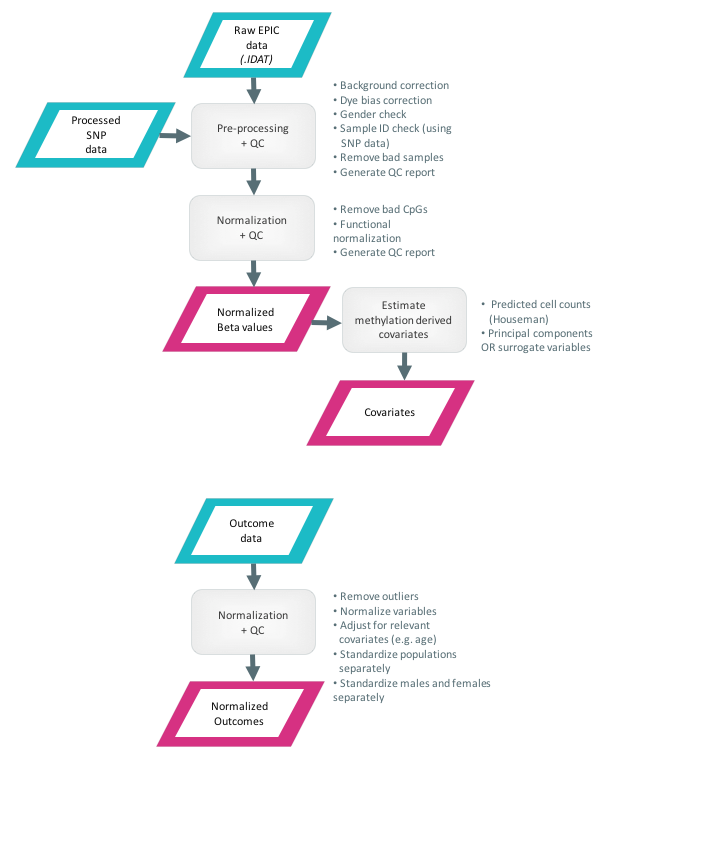 Raw EPIC
data
(.IDAT)
• Background correction
• Dye bias correction
• Gender check
• Sample ID check (using
SNP data)
• Remove bad samples
• Generate QC report
Processed
SNP
data
Pre-processing
+ QC
Normalization
+ QC
• Remove bad CpGs
• Functional
normalization
• Generate QC report
Normalized
Beta values
Estimate
methylation derived
covariates
• Predicted cell counts
(Houseman)
• Principal components
OR surrogate variables
Covariates
Outcome
data
Normalization
+ QC
• Remove outliers
• Normalize variables
• Adjust for relevant
covariates (e.g. age)
• Standardize populations
separately
• Standardize males and females
separately
Normalized
Outcomes